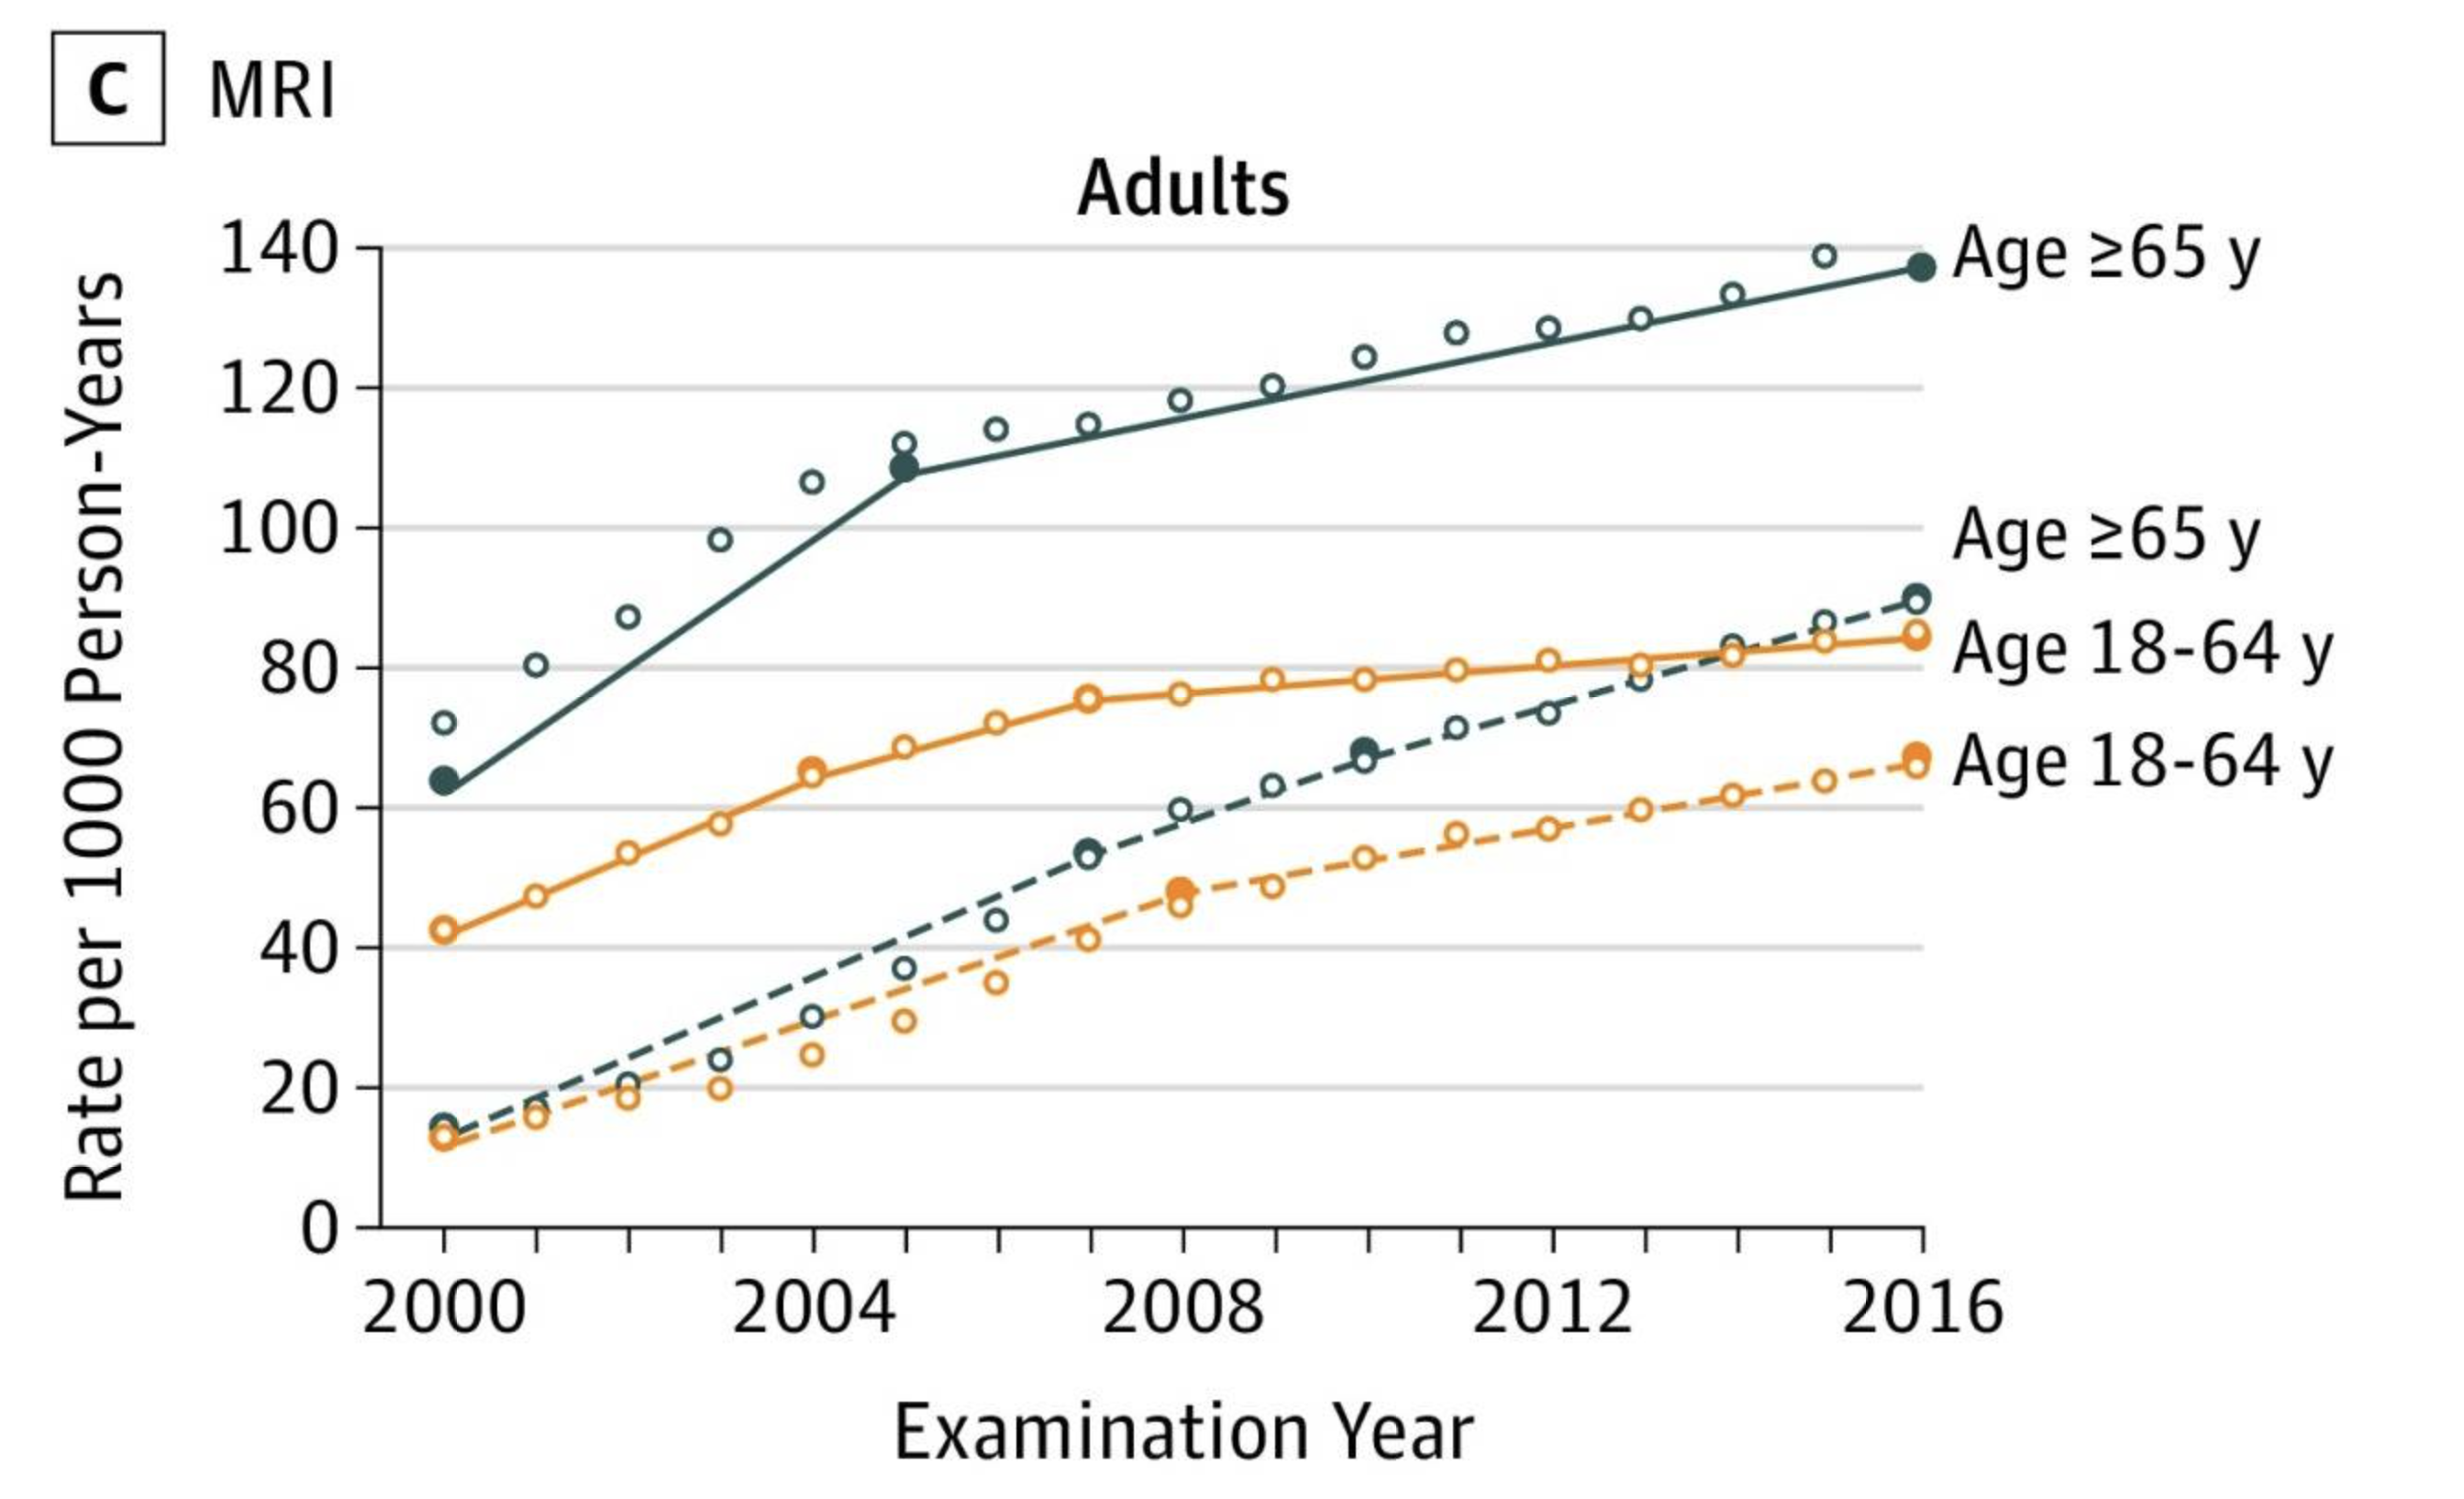 C MRI
Adults
Rate per 1000 Person-Years
140
120
100
80
60
40
20
0
Age ≥65 y
Age ≥65 y
Age 18-64 y
Age 18-64 y
2000 2004 2008 2012 2016
Examination Year